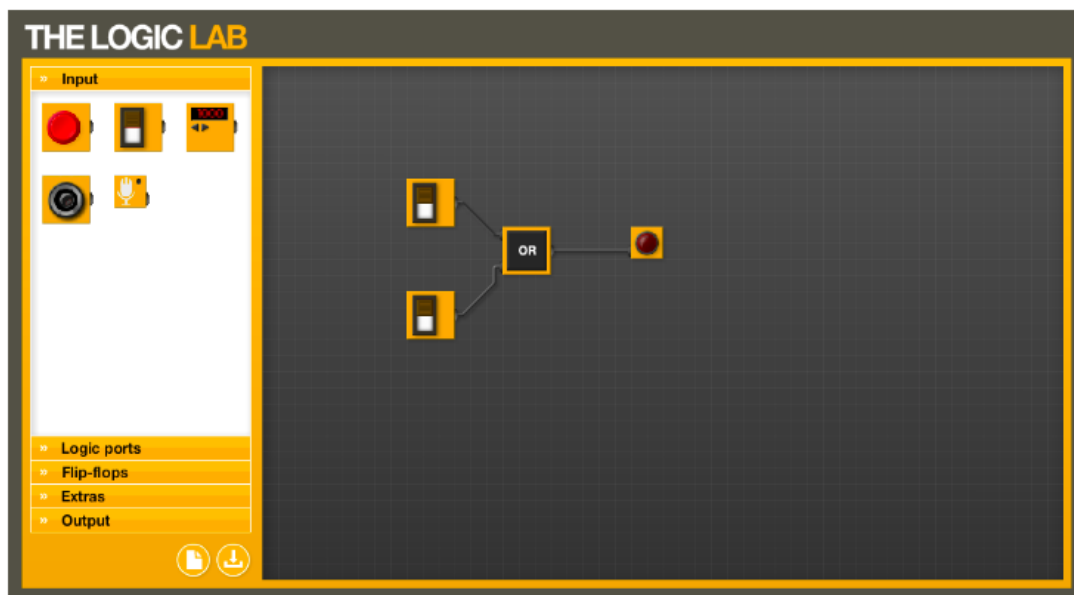 THE LOGIC LAB
» Input
1000
OR
» Logic ports
» Flip-flops
» Extras
» Output